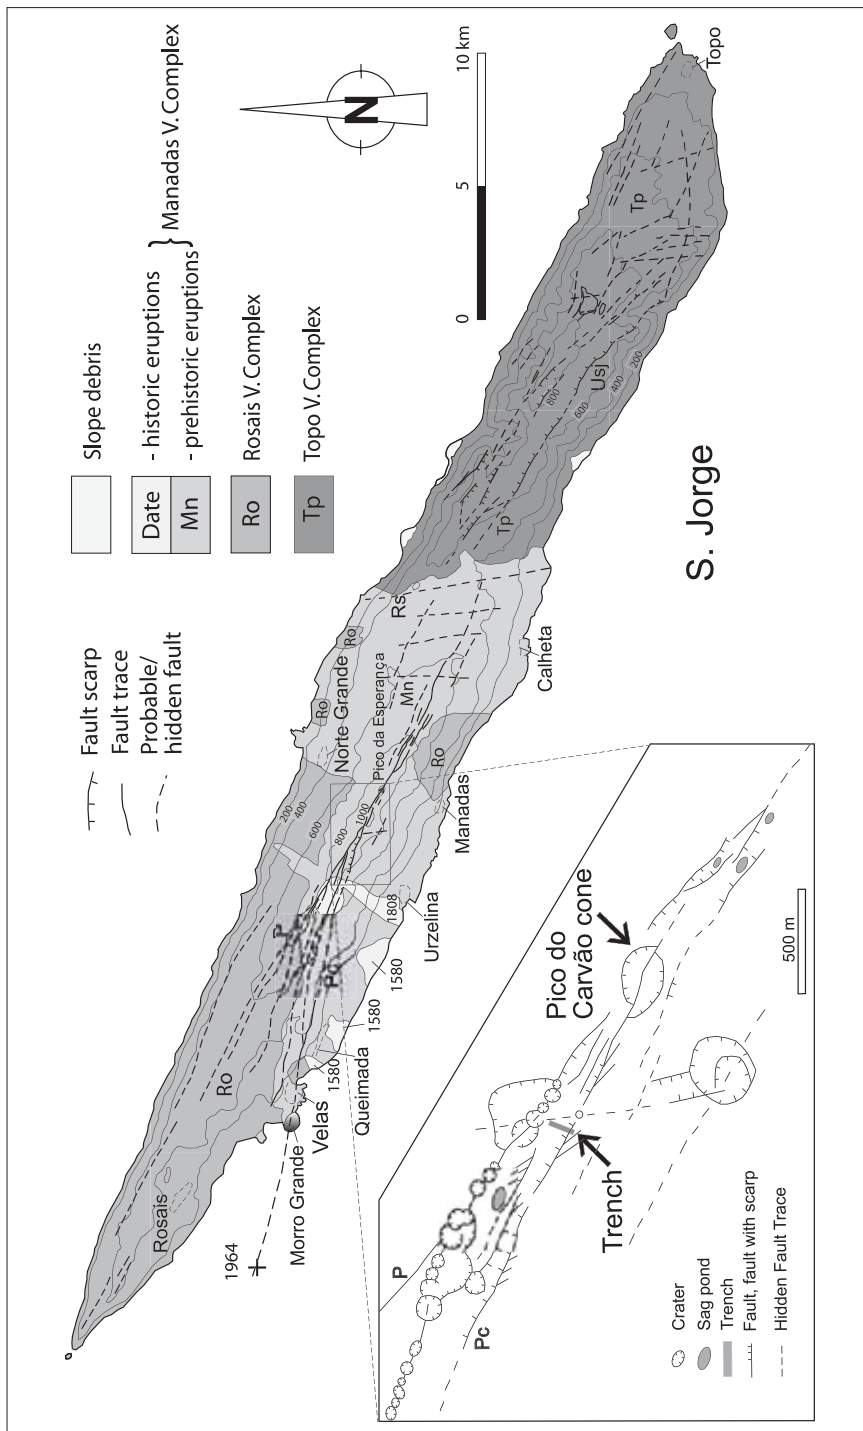 Fault scarp
Fault trace
Probable/
hidden fault
Slope debris
Date
- historic eruptions
Mn
- prehistoric eruptions
} Manadas V. Complex
Ro
Rosais V. Complex
Tp
Topo V. Complex
N
0
5
10 km
S. Jorge
Topo
Tp
Usj
Tp
200
400
600
800
Rs
Ro
Ro
Norte Grande
Pico da Esperança
Mn
Ro
Calheta
Manadas
200
400
600
800
1000
Urzelina
1808
1580
1580
1580
P
Pc
Queimada
Velas
Morro Grande
1964
Ro
Rosais
P
Pc
Trench
Pico do
Carvão cone
500 m
Crater
Sag pond
Trench
Fault, fault with scarp
Hidden Fault Trace